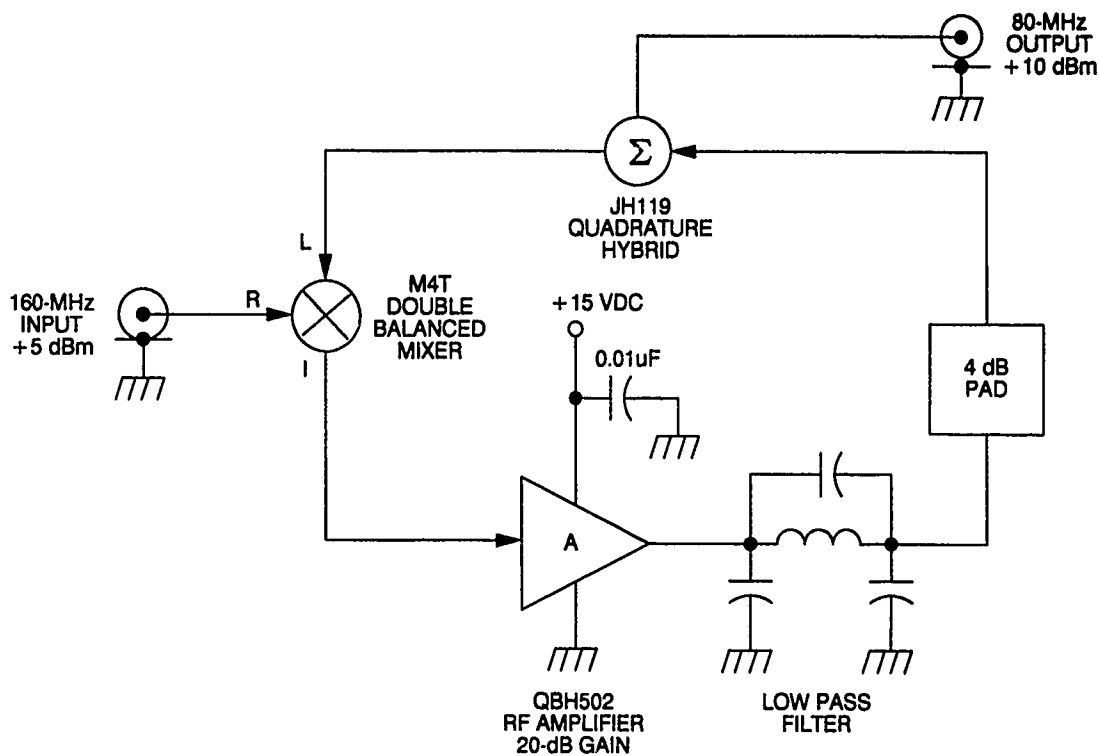 80-MHz
OUTPUT
+10 dBm
Σ
JH119
QUADRATURE
HYBRID
L
M4T
DOUBLE
BALANCED
MIXER
160-MHz
INPUT
+5 dBm
R
I
+15 VDC
0.01uF
4 dB
PAD
A
QBH502
RF AMPLIFIER
20-dB GAIN
LOW PASS
FILTER